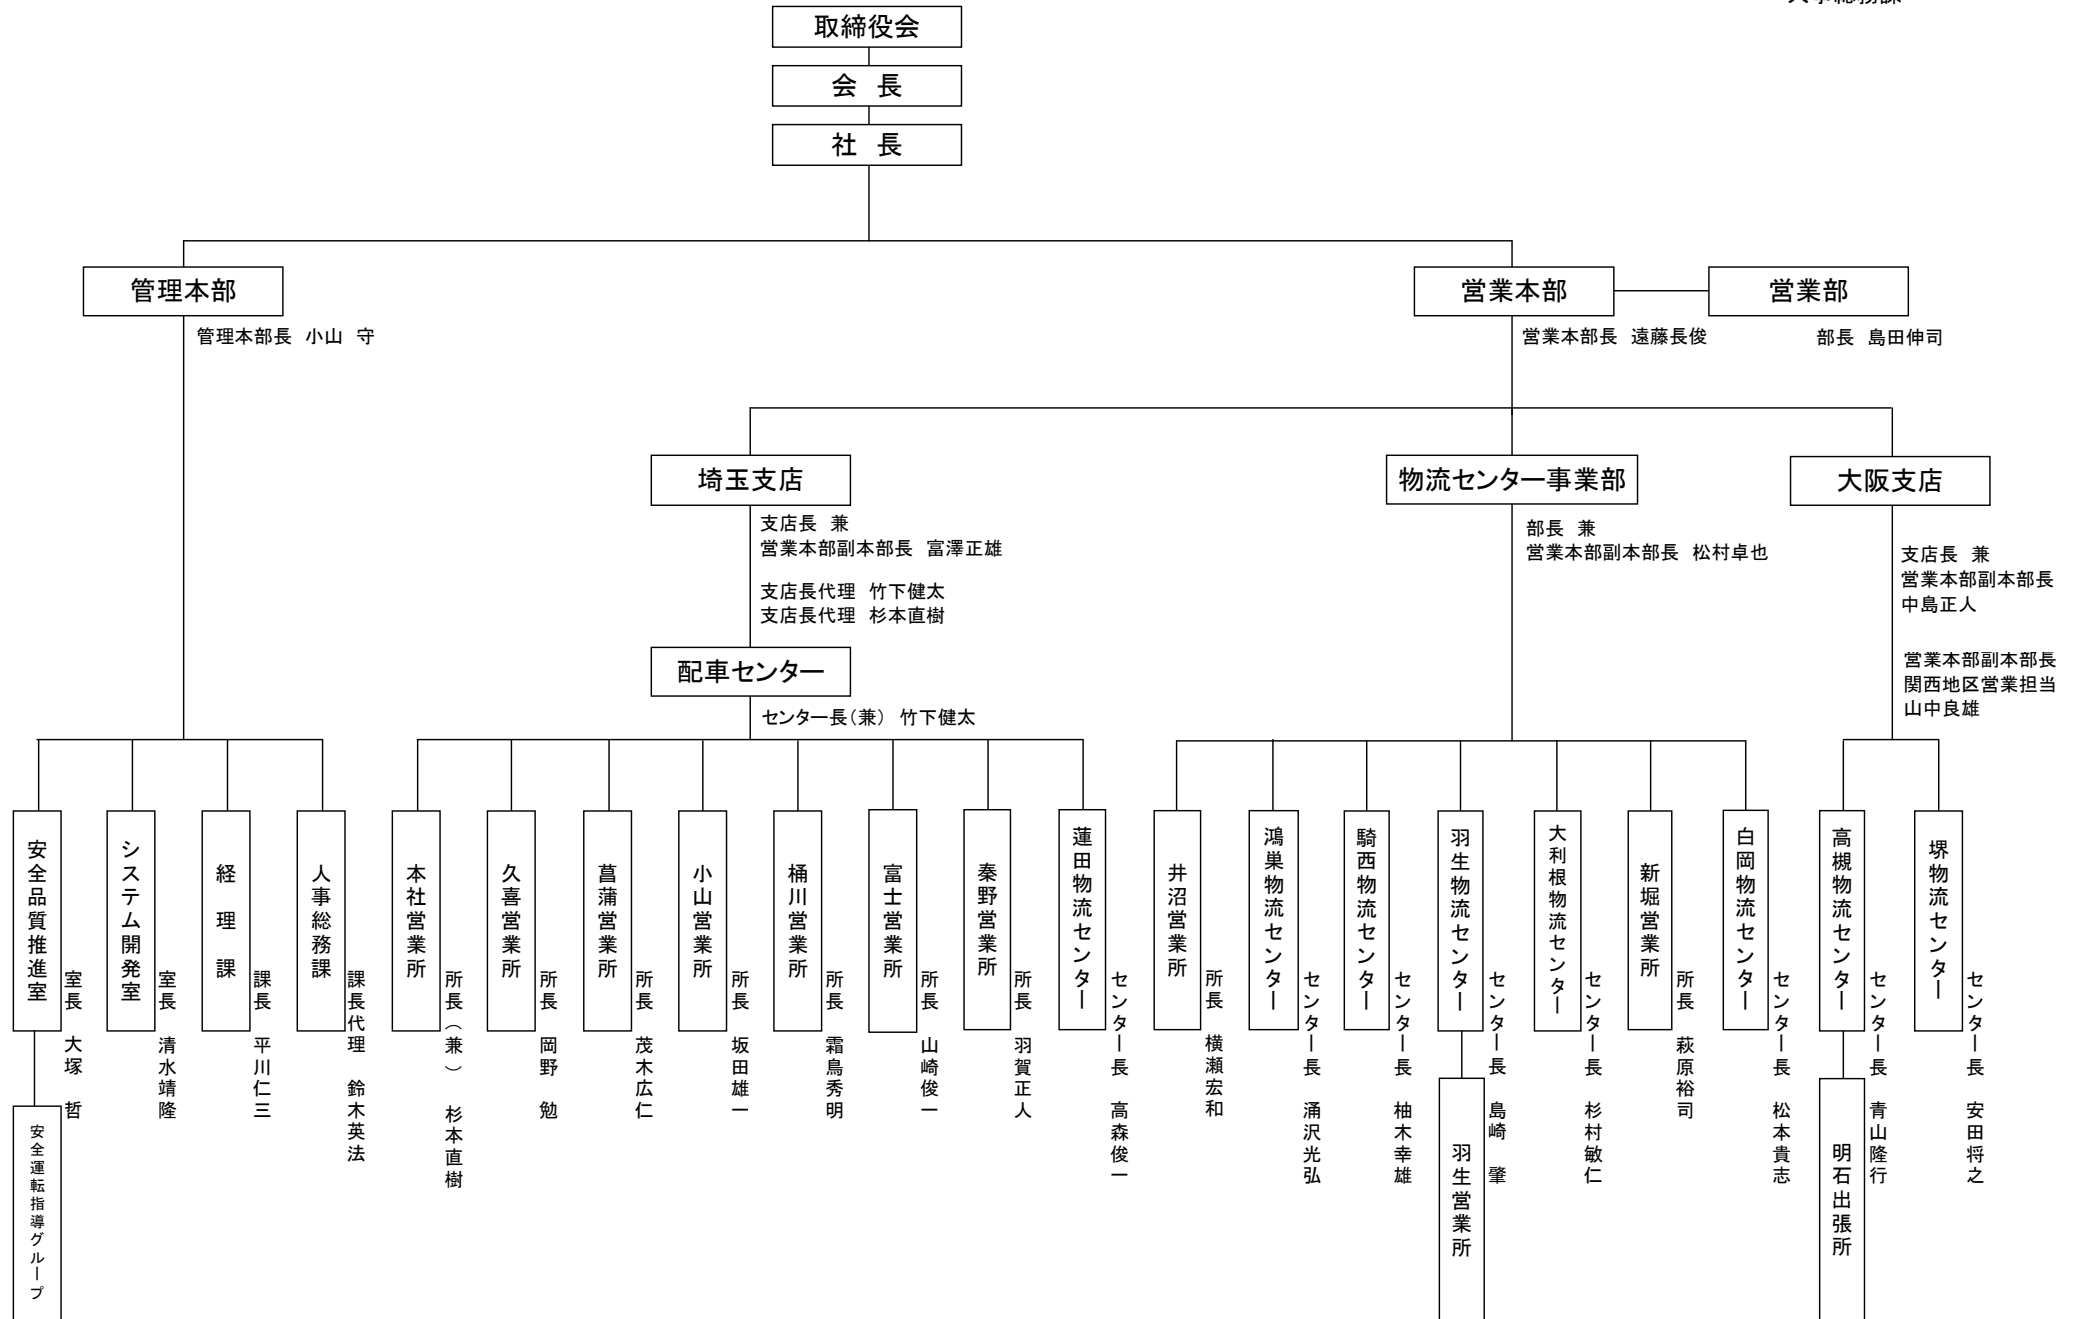 人事総務課
取締役会
会　長
社　長
管理本部
営業本部
営業部
管理本部長　小山　守
営業本部長　遠藤長俊
部長　島田伸司
埼玉支店
物流センター事業部
大阪支店
支店長　兼
営業本部副本部長　富澤正雄
支店長代理　竹下健太
支店長代理　杉本直樹
部長　兼
営業本部副本部長　松村卓也
支店長　兼
営業本部副本部長
中島正人
営業本部副本部長
関西地区営業担当
山中良雄
配車センター
センター長（兼）　竹下健太
安全品質推進室
室長　大塚　哲
安全運転指導グループ
システム開発室
室長　清水靖隆
経　理　課
課長　平川仁三
人事総務課
課長代理　鈴木英法
本社営業所
所長（兼）　杉本直樹
久喜営業所
所長　岡野　勉
菖蒲営業所
所長　茂木広仁
小山営業所
所長　坂田雄一
桶川営業所
所長　霜鳥秀明
富士営業所
所長　山崎俊一
秦野営業所
所長　羽賀正人
蓮田物流センター
センター長　高森俊一
井沼営業所
所長　横瀬宏和
鴻巣物流センター
センター長　涌沢光弘
騎西物流センター
センター長　柚木幸雄
羽生物流センター
センター長　島崎　肇
羽生営業所
大利根物流センター
センター長　杉村敏仁
新堀営業所
所長　萩原裕司
白岡物流センター
センター長　松本貴志
高槻物流センター
センター長　青山隆行
明石出張所
堺物流センター
センター長　安田将之